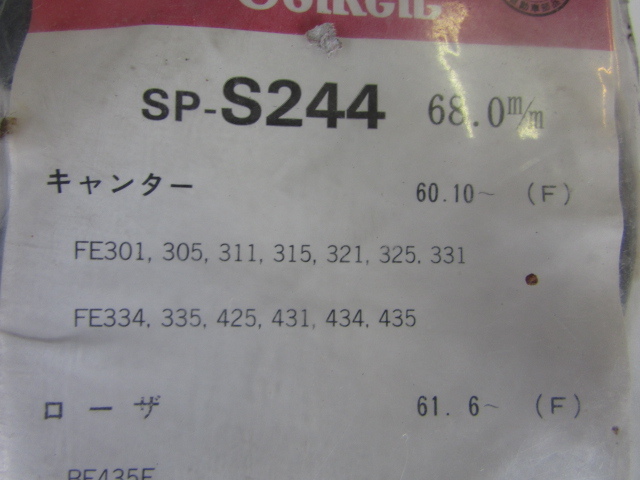 SP-S244 68.0m/m
キャンター 60.10~ (F)
FE301, 305, 311, 315, 321, 325. 331
FE334, 335, 425, 431, 434, 435
ローザ 61. 6~ (F)